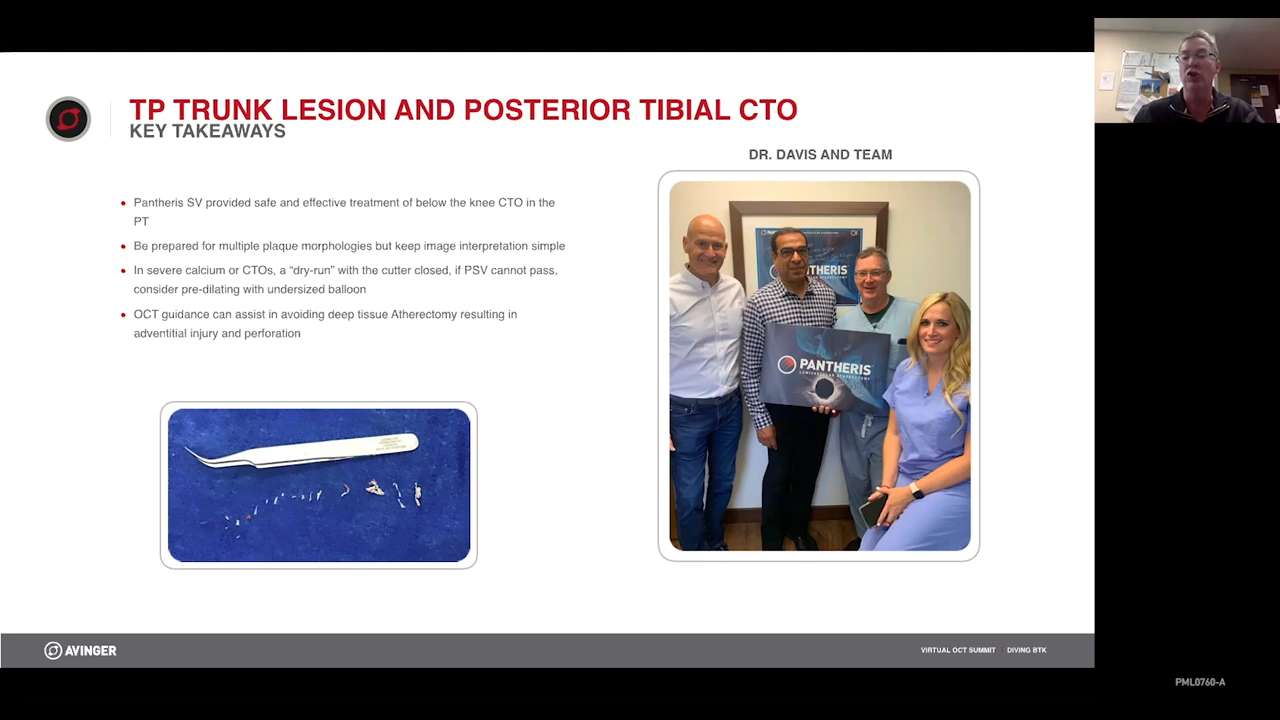 TP TRUNK LESION AND POSTERIOR TIBIAL CTO
KEY TAKEAWAYS
DR. DAVIS AND TEAM
Pantheris SV provided safe and effective treatment of below the knee CTO in the
PT
Be prepared for multiple plaque morphologies but keep image interpretation simple
In severe calcium or CTOs, a “dry-run” with the cutter closed, if PSV cannot pass,
consider pre-dilating with undersized balloon
OCT guidance can assist in avoiding deep tissue Atherectomy resulting in
adventitial injury and perforation
PANTHERIS
PANTHERIS
LUMIVASCULAR ATHERECTOMY
AVINGER
VIRTUAL OCT SUMMIT / DIVING BTK
PML0760-A